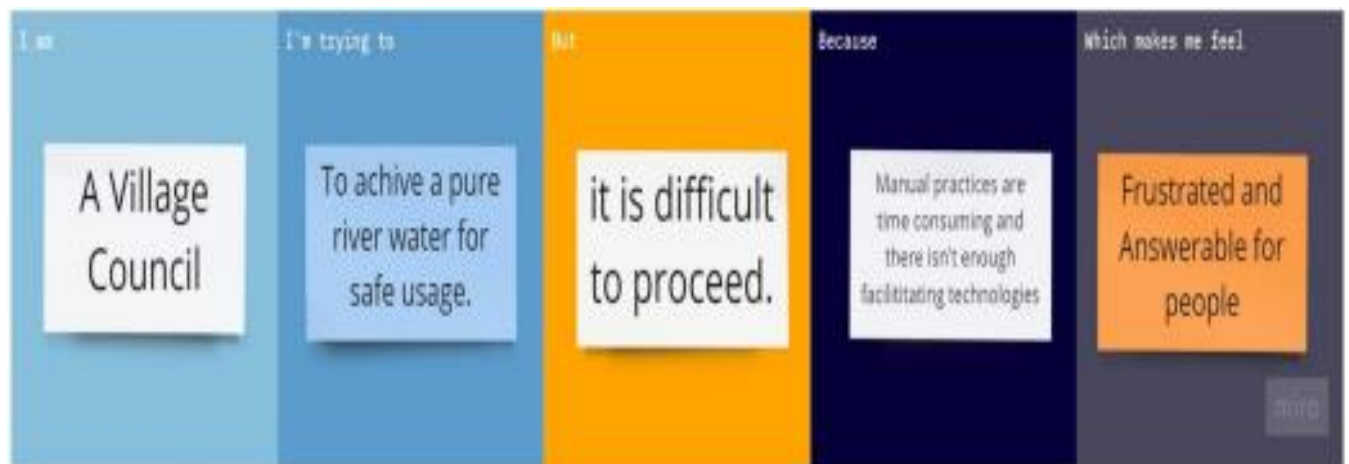 I am
A Village
Council
I'm trying to
To achive a pure
river water for
safe usage.
But
it is difficult
to proceed.
Because
Manual practices are
time consuming and
there isn't enough
facilititating technologies
Which makes me feel
Frustrated and
Answerable for
people
miro